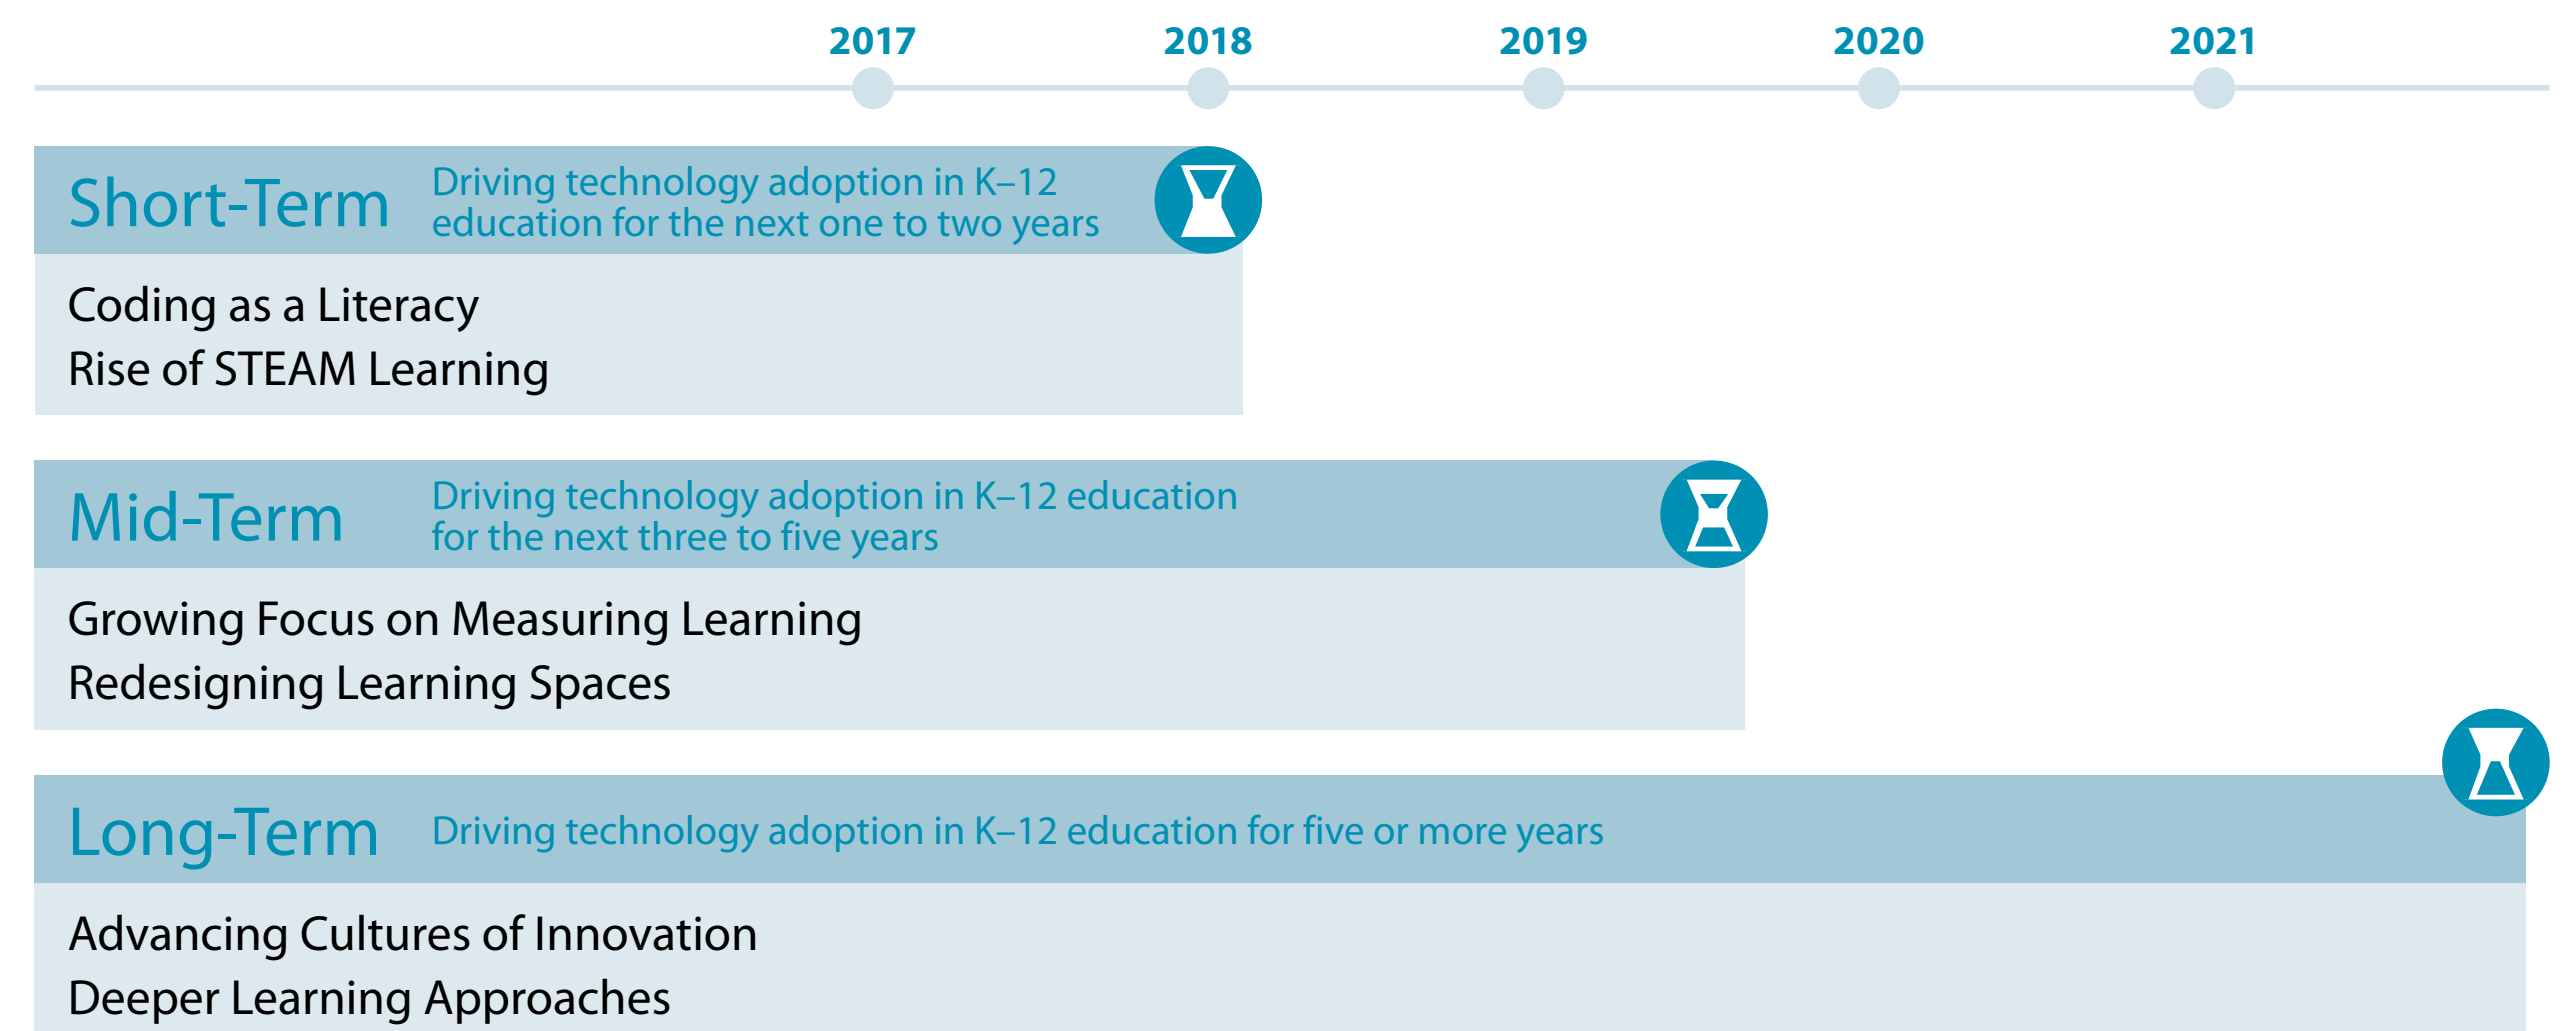 2017
2018
2019
2020
2021
Short-Term
Driving technology adoption in K–12
education for the next one to two years
Coding as a Literacy
Rise of STEAM Learning
Mid-Term
Driving technology adoption in K–12 education
for the next three to five years
Growing Focus on Measuring Learning
Redesigning Learning Spaces
Long-Term
Driving technology adoption in K–12 education for five or more years
Advancing Cultures of Innovation
Deeper Learning Approaches